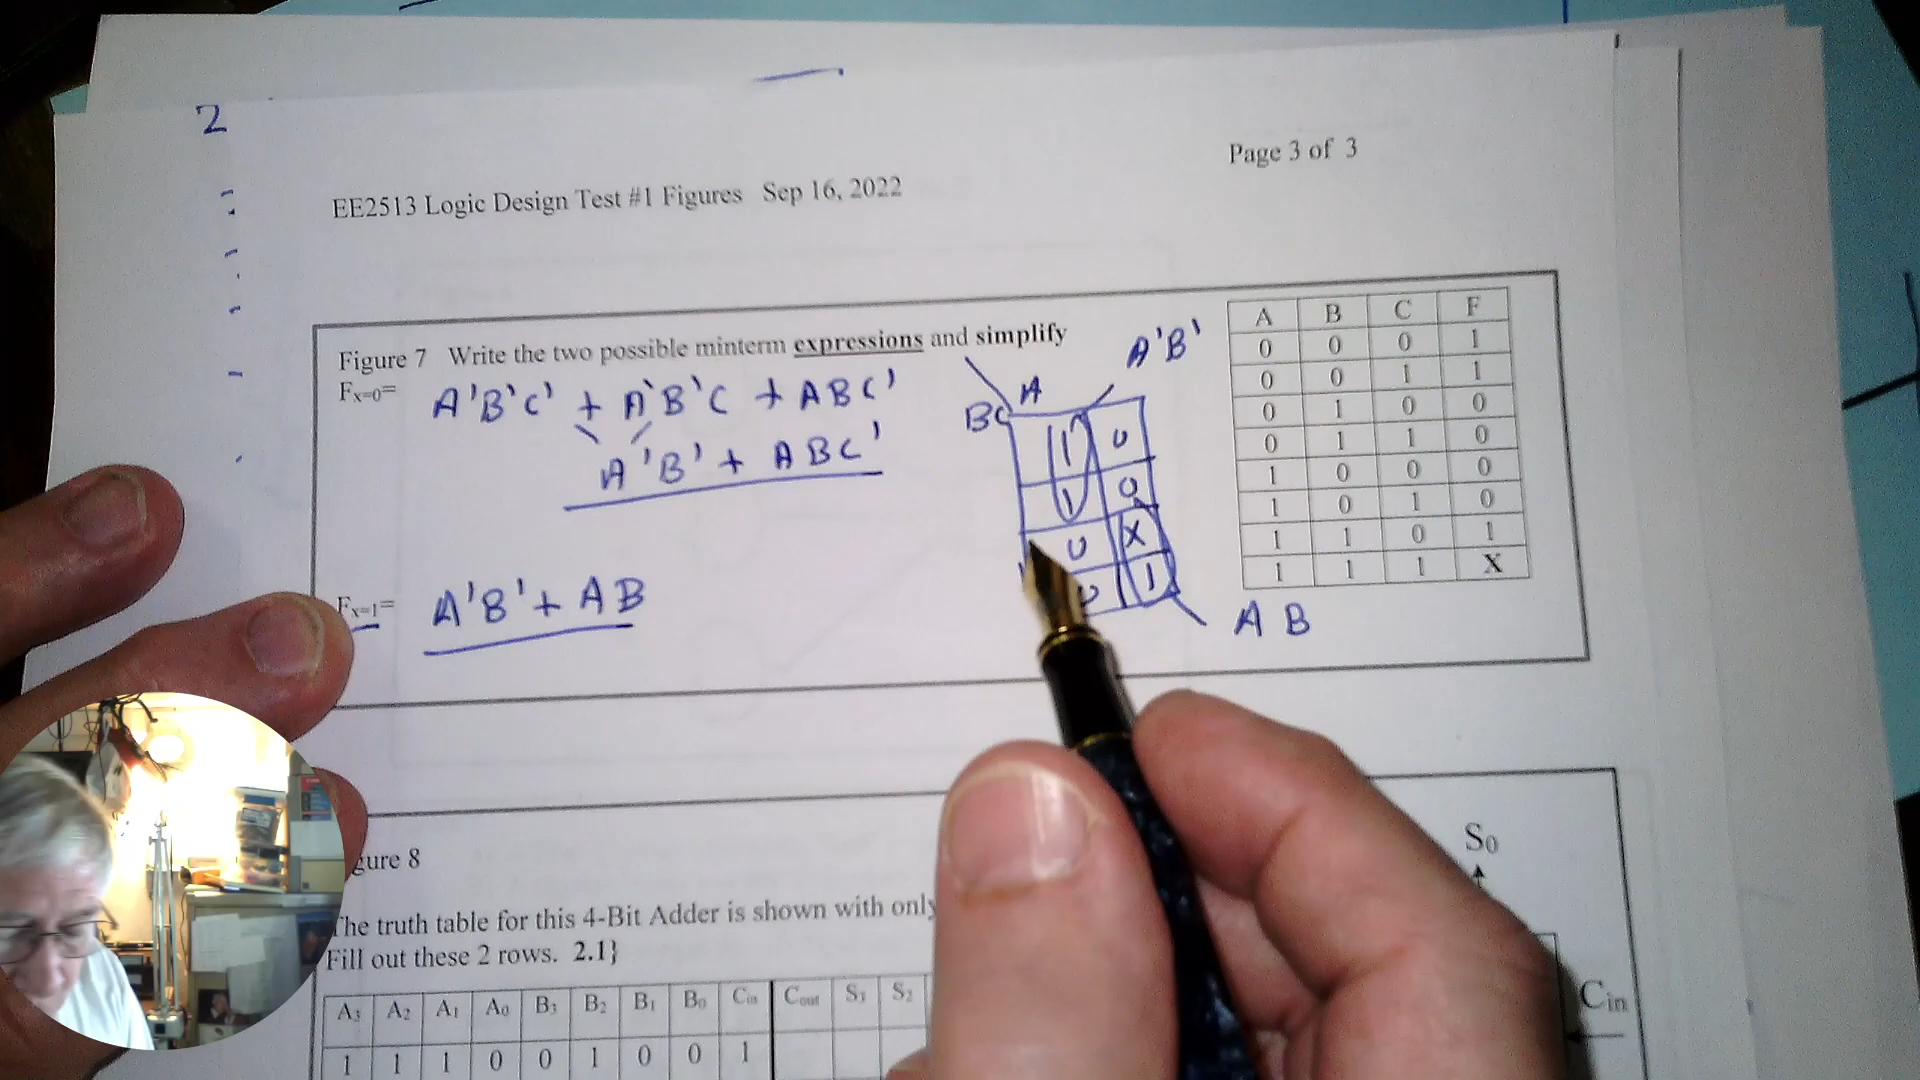 2
Page 3 of 3
EE2513 Logic Design Test #1 Figures Sep 16, 2022
Figure 7 Write the two possible minterm expressions and simplify
Fx=0= A'B'C' + A'B'C + ABC'
A'B' + ABC'
Fx=1= A'B' + AB
A
BC
A'B'
1 0
1 0
0 X
0 1
AB
A B C F
0 0 0 1
0 0 1 1
0 1 0 0
0 1 1 0
1 0 0 0
1 0 1 0
1 1 0 1
1 1 1 X
gure 8
The truth table for this 4-Bit Adder is shown with only
Fill out these 2 rows. 2.1}
A3 A2 A1 A0 B3 B2 B1 B0 Cin Cout S3 S2
1 1 1 0 0 1 0 0 1
S0
Cin